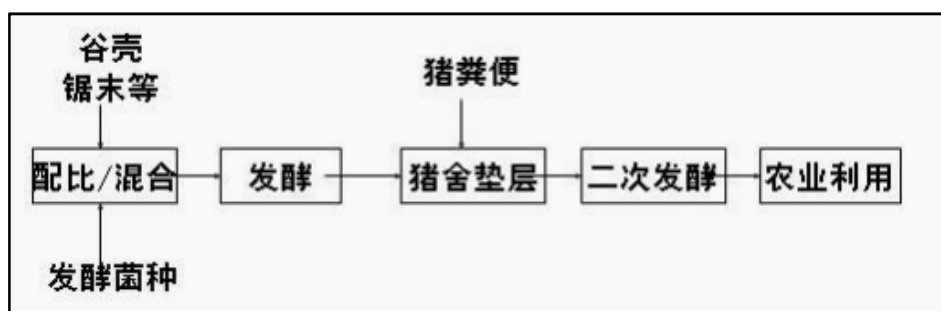 谷壳
锯末等
猪粪便
配比/混合
发酵
猪舍垫层
二次发酵
农业利用
发酵菌种